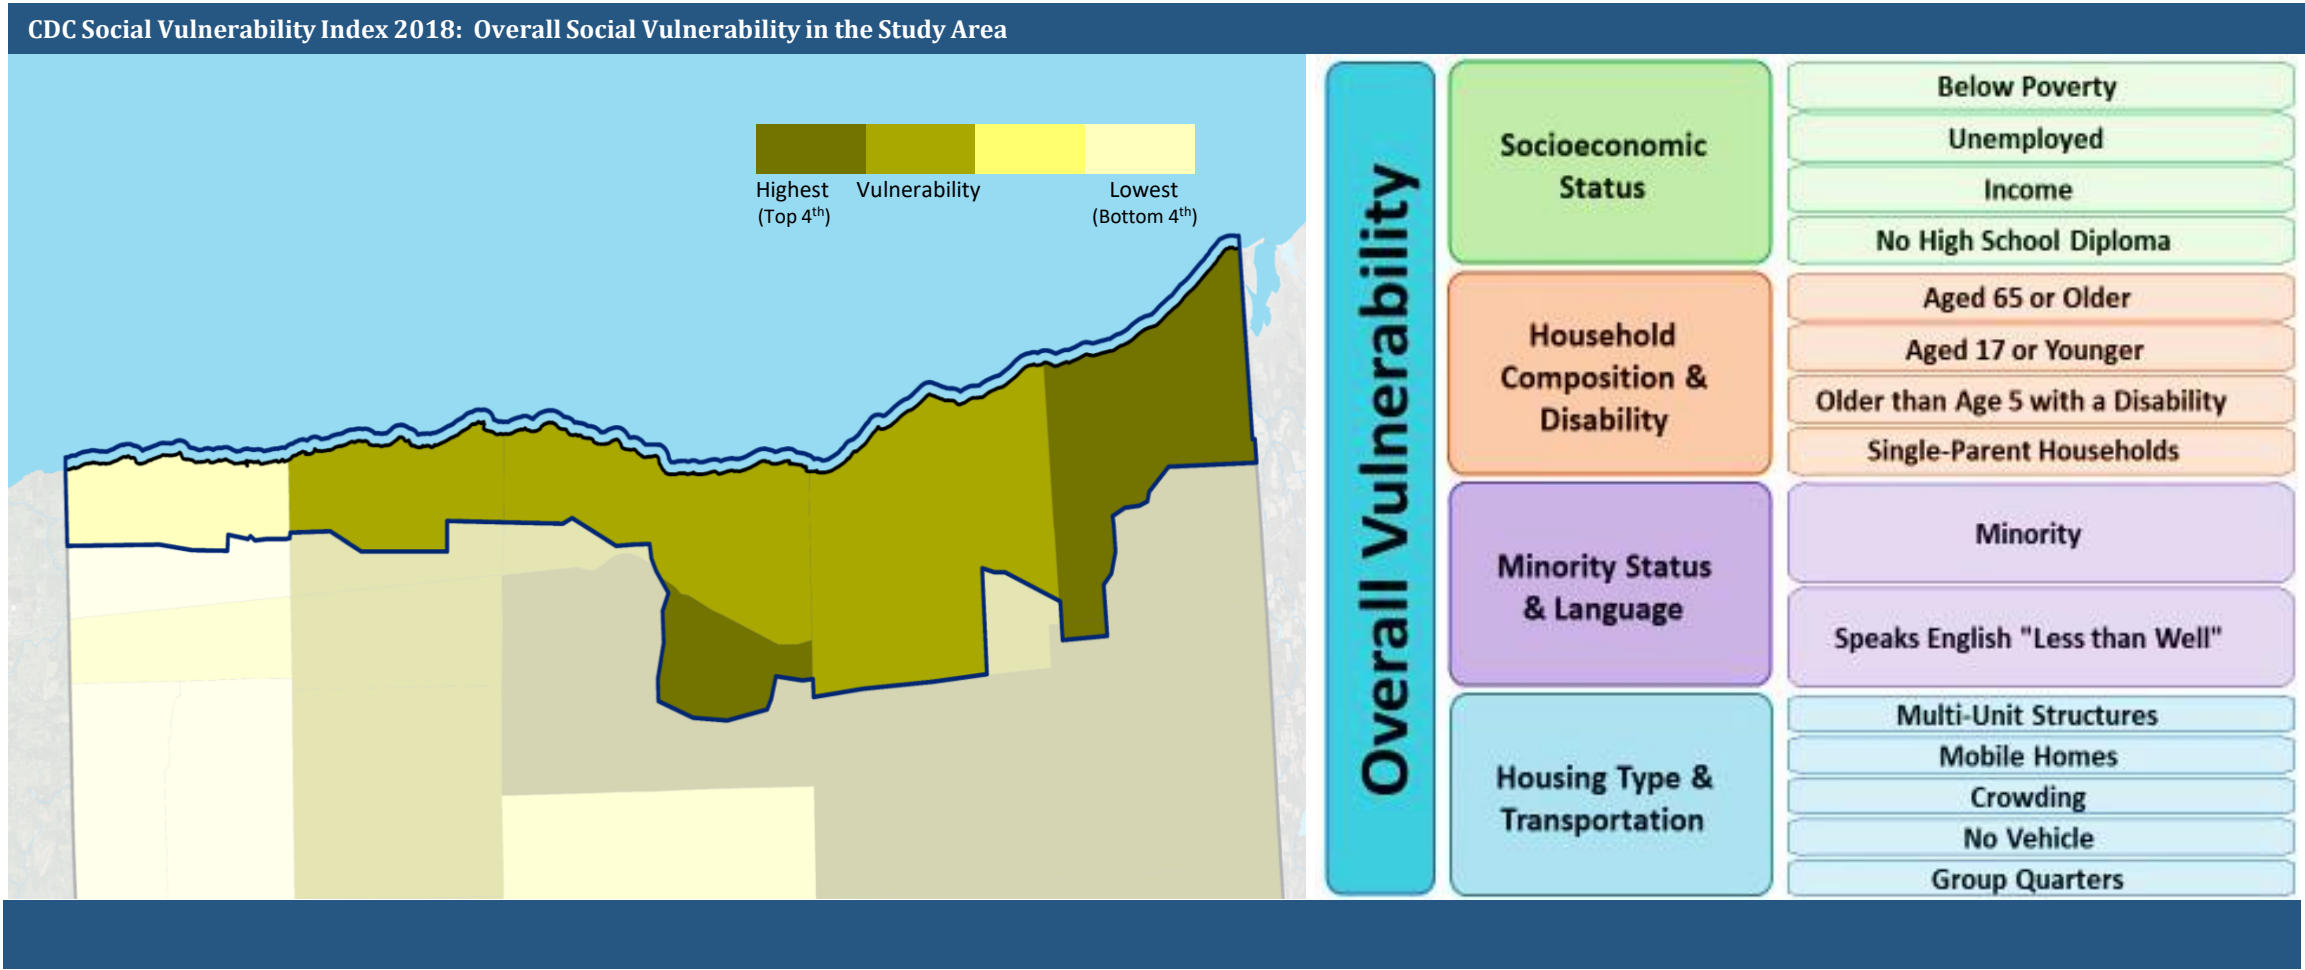 CDC Social Vulnerability Index 2018:  Overall Social Vulnerability in the Study Area
Highest Vulnerability Lowest
(Top 4th) (Bottom 4th)
Overall Vulnerability
Socioeconomic
Status
Below Poverty
Unemployed
Income
No High School Diploma
Household
Composition &
Disability
Aged 65 or Older
Aged 17 or Younger
Older than Age 5 with a Disability
Single-Parent Households
Minority Status
& Language
Minority
Speaks English "Less than Well"
Housing Type &
Transportation
Multi-Unit Structures
Mobile Homes
Crowding
No Vehicle
Group Quarters